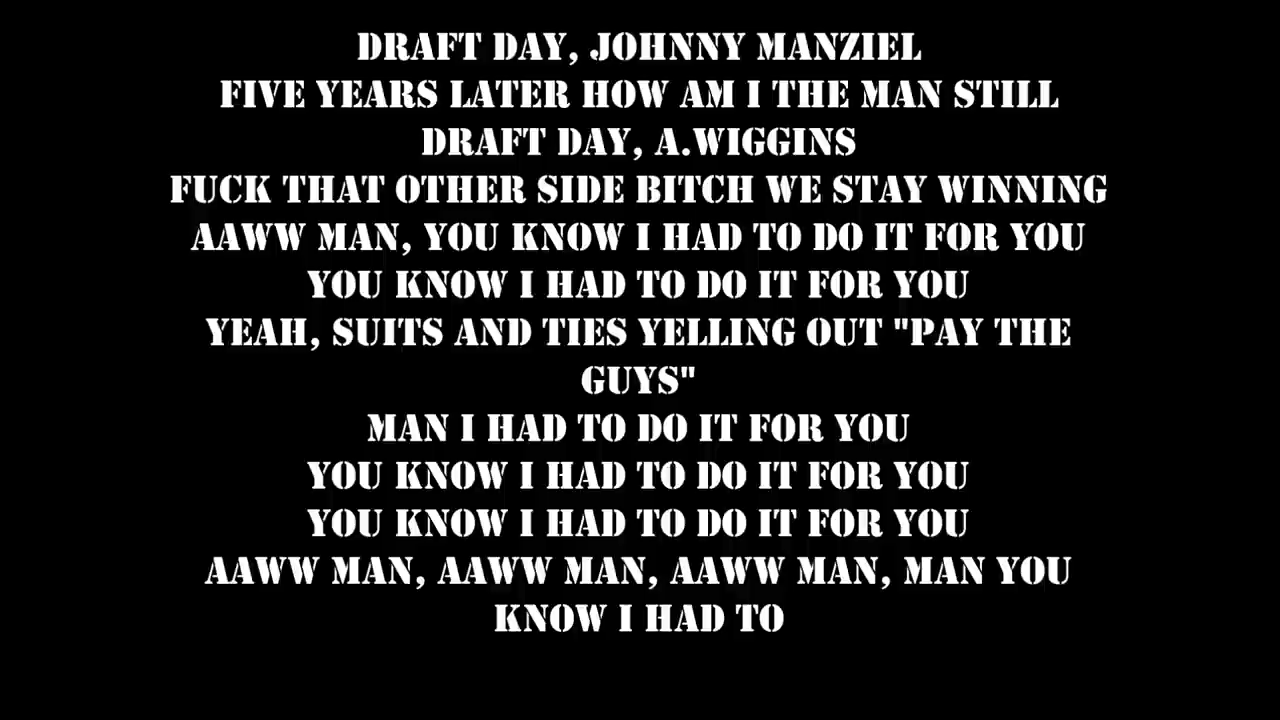 DRAFT DAY, JOHNNY MANZIEL
FIVE YEARS LATER HOW AM I THE MAN STILL
DRAFT DAY, A.WIGGINS
FUCK THAT OTHER SIDE BITCH WE STAY WINNING
AAWW MAN, YOU KNOW I HAD TO DO IT FOR YOU
YOU KNOW I HAD TO DO IT FOR YOU
YEAH, SUITS AND TIES YELLING OUT "PAY THE
GUYS"
MAN I HAD TO DO IT FOR YOU
YOU KNOW I HAD TO DO IT FOR YOU
YOU KNOW I HAD TO DO IT FOR YOU
AAWW MAN, AAWW MAN, AAWW MAN, MAN YOU
KNOW I HAD TO